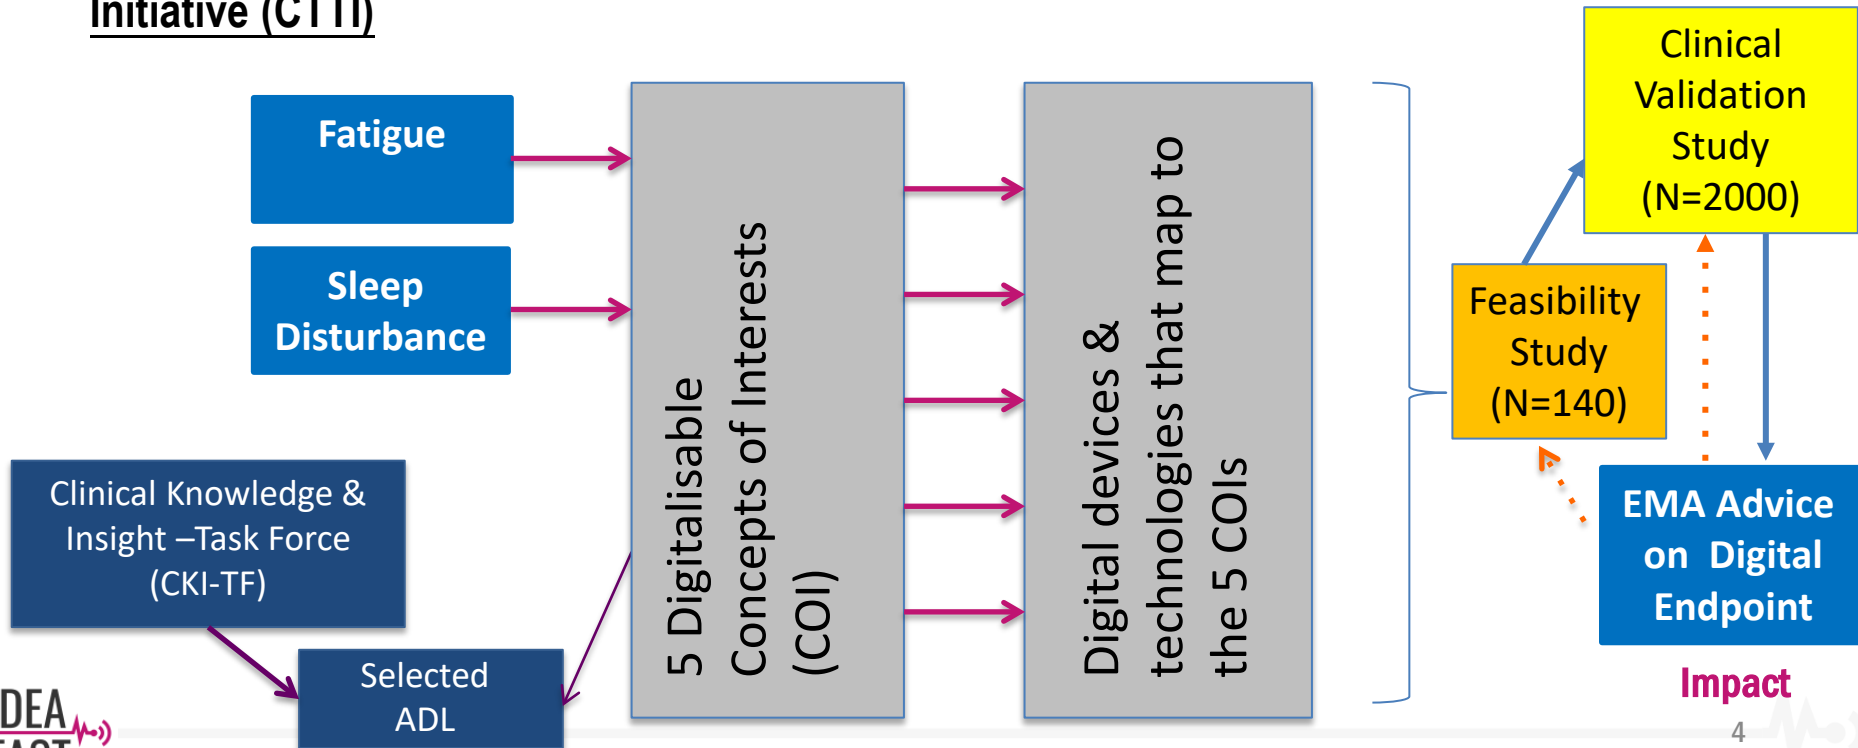 Initiative (CTTI)
Fatigue
Sleep
Disturbance
Clinical Knowledge &
Insight –Task Force
(CKI-TF)
Selected
ADL
5 Digitalisable
Concepts of Interests
(COI)
Digital devices &
technologies that map to
the 5 COIs
Feasibility
Study
(N=140)
Clinical
Validation
Study
(N=2000)
EMA Advice
on Digital
Endpoint
Impact
4
DEA